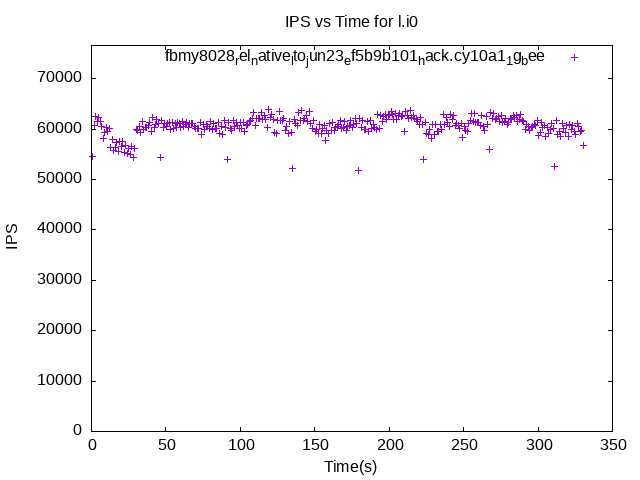 IPS vs Time for l.i0
fbmy8028relnativeltojun23ef5b9b101hack.cy10a11gbee
70000
60000
50000
40000
30000
20000
10000
0
IPS
0 50 100 150 200 250 300 350
Time(s)